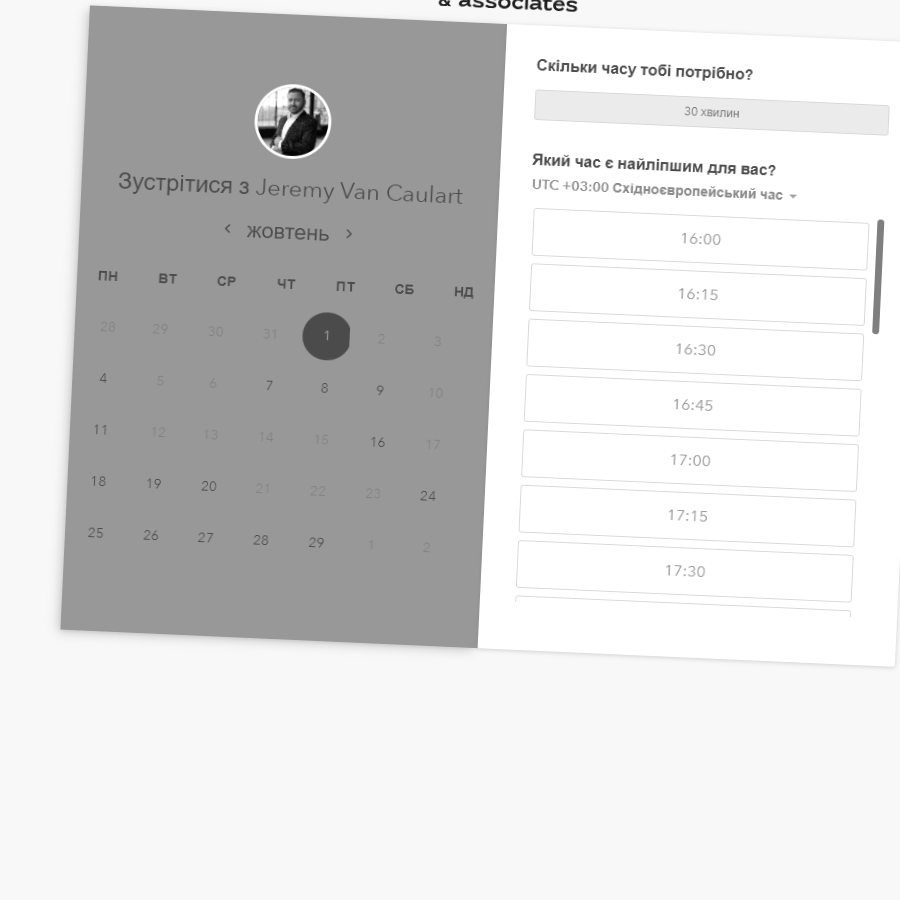 & associates
Зустрітися з Jeremy Van Caulart
‹ жовтень ›
ПН ВТ СР ЧТ ПТ СБ НД
28 29 30 31 1 2 3
4 5 6 7 8 9 10
11 12 13 14 15 16 17
18 19 20 21 22 23 24
25 26 27 28 29 1 2
Скільки часу тобі потрібно?
30 хвилин
Який час є найліпшим для вас?
UTC +03:00 Східноєвропейський час
16:00
16:15
16:30
16:45
17:00
17:15
17:30